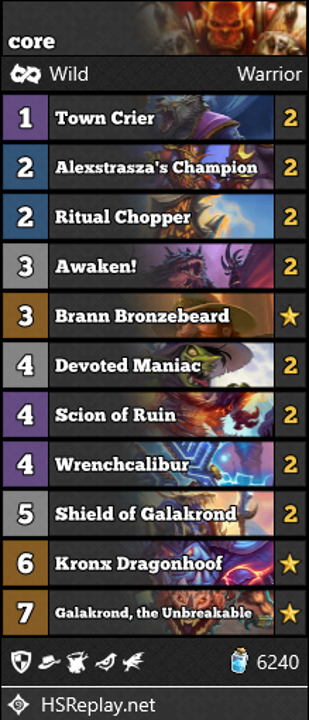 core
Wild Warrior
1 Town Crier 2
2 Alexstrasza's Champion 2
2 Ritual Chopper 2
3 Awaken! 2
3 Brann Bronzebeard
4 Devoted Maniac 2
4 Scion of Ruin 2
4 Wrenchcalibur 2
5 Shield of Galakrond 2
6 Kronx Dragonhoof
7 Galakrond, the Unbreakable
6240
HSReplay.net